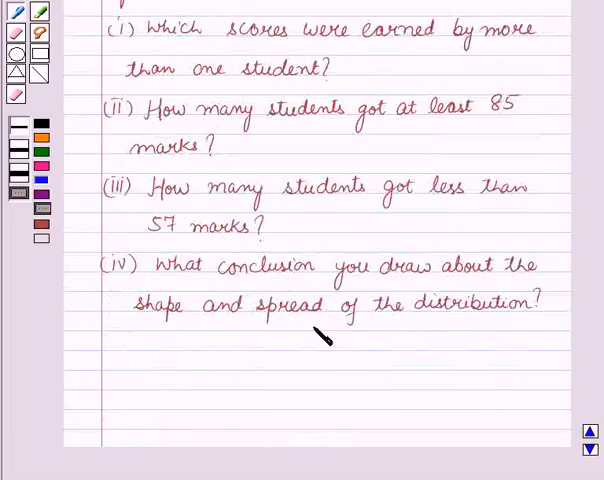 (i) Which scores were earned by more
than one student?
(ii) How many students got at least 85
marks?
(iii) How many students got less than
57 marks?
(iv) What conclusion you draw about the
shape and spread of the distribution?